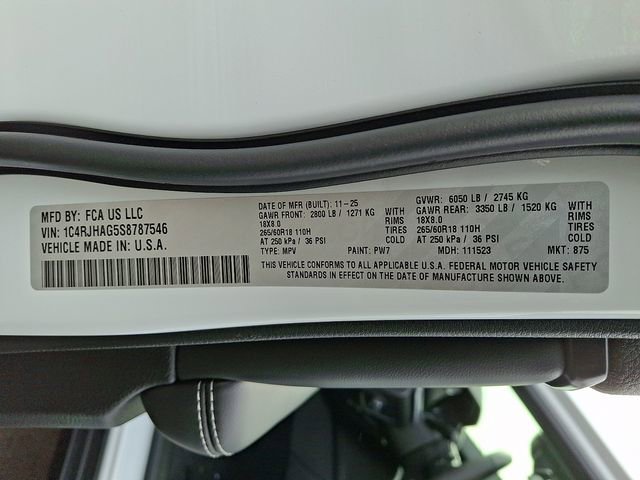 MFD BY: FCA US LLC
VIN: 1C4RJHAG5S8787546
VEHICLE MADE IN U.S.A.
DATE OF MFR (BUILT): 11-25
GVWR: 6050 LB / 2745 KG
GAWR FRONT: 2800 LB / 1271 KG WITH
GAWR REAR: 3350 LB / 1520 KG WITH
18X8.0 RIMS
18X8.0 RIMS
265/60R18 110H TIRES
265/60R18 110H TIRES
AT 250 kPa / 36 PSI COLD
AT 250 kPa / 36 PSI COLD
TYPE: MPV PAINT: PW7 MDH: 111523 MKT: 875
THIS VEHICLE CONFORMS TO ALL APPLICABLE U.S.A. FEDERAL MOTOR VEHICLE SAFETY
STANDARDS IN EFFECT ON THE DATE OF MANUFACTURE SHOWN ABOVE.